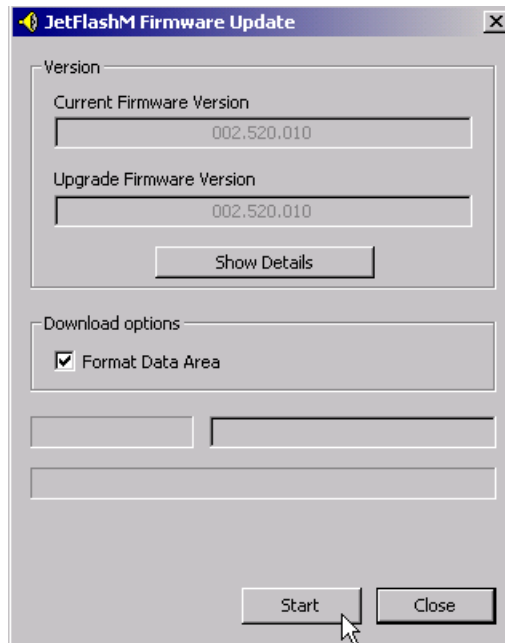 JetFlashM Firmware Update
Version
Current Firmware Version
002.520.010
Upgrade Firmware Version
002.520.010
Show Details
Download options
Format Data Area
Start
Close